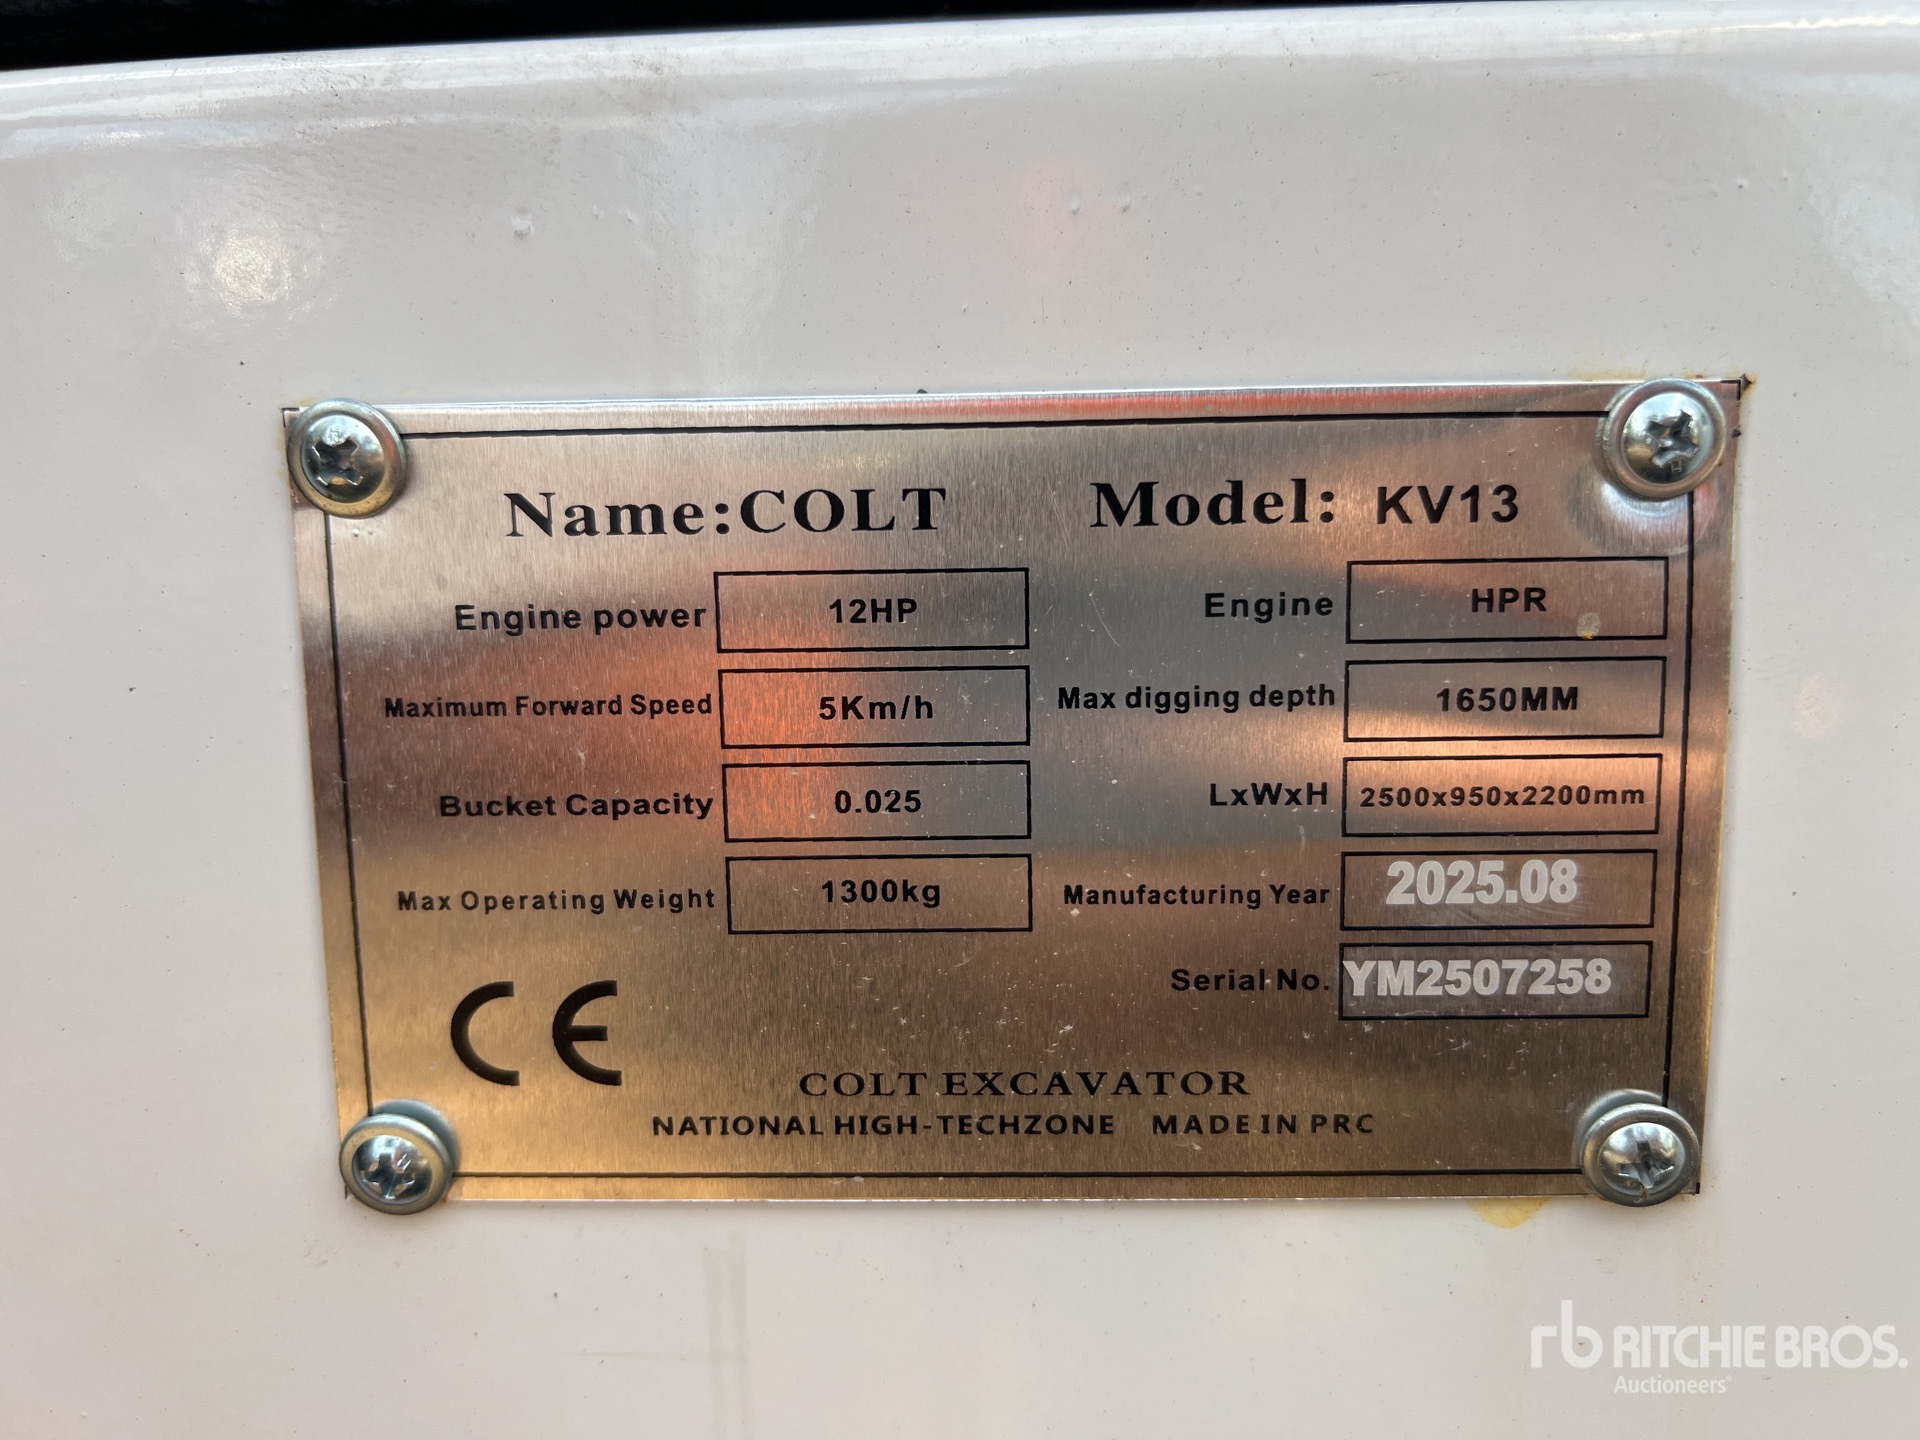 Name:COLT Model: KV13
Engine power 12HP Engine HPR
Maximum Forward Speed 5Km/h Max digging depth 1650MM
Bucket Capacity 0.025 LxWxH 2500x950x2200mm
Max Operating Weight 1300kg Manufacturing Year 2025.08
Serial No. YM2507258
CE
COLT EXCAVATOR
NATIONAL HIGH-TECHZONE MADE IN PRC
rb RITCHIE BROS.
Auctioneers